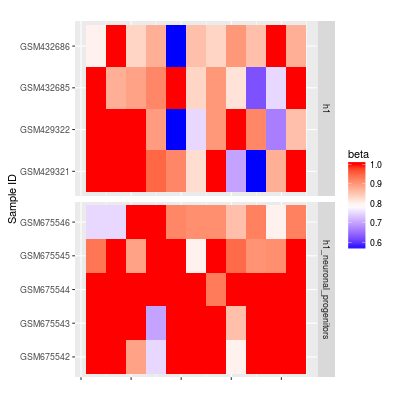 GSM432686
GSM432685
GSM429322
GSM429321
h1
GSM675546
GSM675545
GSM675544
GSM675543
GSM675542
h1_neuronal_progenitors
Sample ID
beta
1.0
0.9
0.8
0.7
0.6